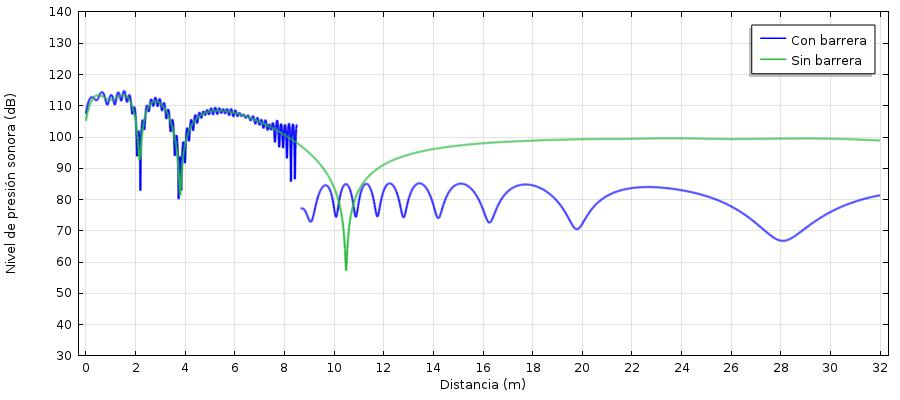 140
130
120
110
100
90
80
70
60
50
40
30
Nivel de presión sonora (dB)
Con barrera
Sin barrera
0 2 4 6 8 10 12 14 16 18 20 22 24 26 28 30 32
Distancia (m)